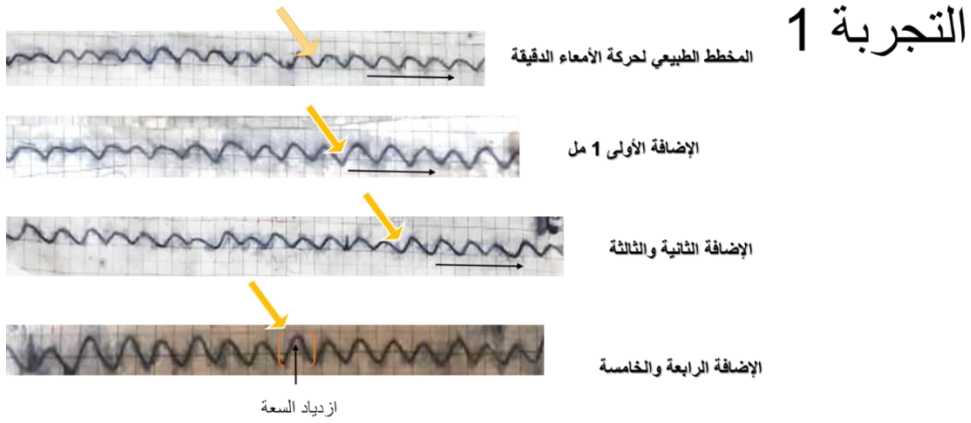 التجربة 1
المخطط الطبيعي لحركة الأمعاء الدقيقة
الإضافة الأولى 1 مل
الإضافة الثانية والثالثة
الإضافة الرابعة والخامسة
ازدياد السعة